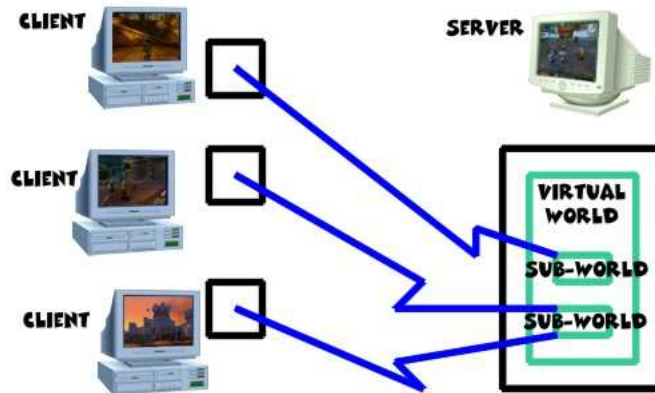 CLIENT
SERVER
CLIENT
VIRTUAL
WORLD
SUB-WORLD
CLIENT
SUB-WORLD